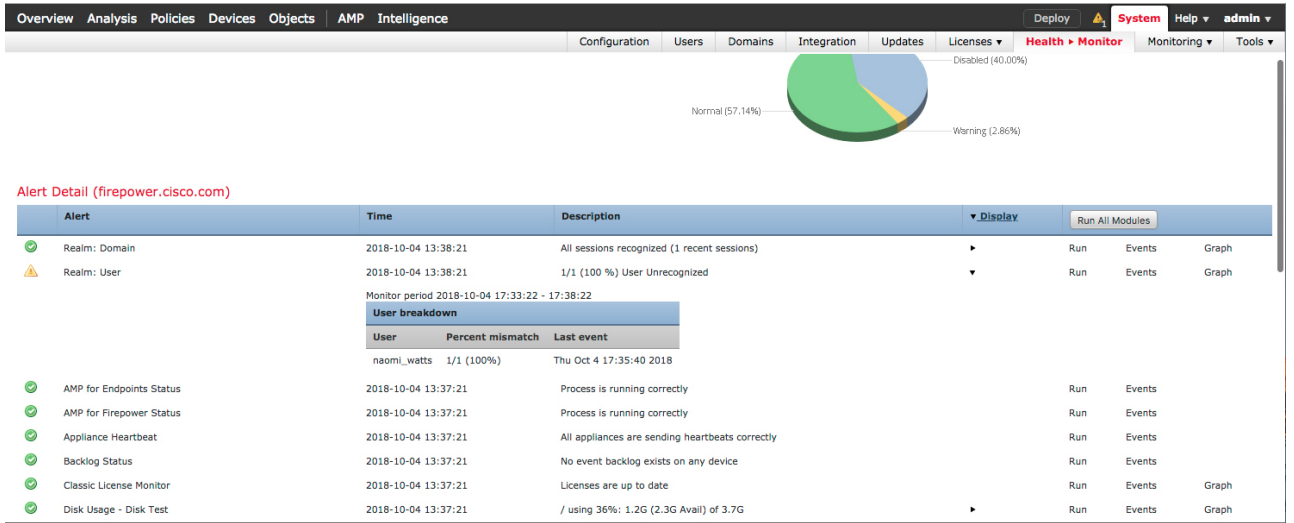 Overview Analysis Policies Devices Objects AMP Intelligence Deploy 1 System Help ▾ admin ▾
Configuration Users Domains Integration Updates Licenses ▾ Health ▸ Monitor Monitoring ▾ Tools ▾
Disabled (40.00%)
Normal (57.14%)
Warning (2.86%)
Alert Detail (firepower.cisco.com)
Alert Time Description ▾ Display Run All Modules
Realm: Domain 2018-10-04 13:38:21 All sessions recognized (1 recent sessions) ▸ Run Events Graph
Realm: User 2018-10-04 13:38:21 1/1 (100 %) User Unrecognized ▾ Run Events Graph
Monitor period 2018-10-04 17:33:22 - 17:38:22
User breakdown
User Percent mismatch Last event
naomi_watts 1/1 (100%) Thu Oct 4 17:35:40 2018
AMP for Endpoints Status 2018-10-04 13:37:21 Process is running correctly Run Events
AMP for Firepower Status 2018-10-04 13:37:21 Process is running correctly Run Events
Appliance Heartbeat 2018-10-04 13:37:21 All appliances are sending heartbeats correctly Run Events
Backlog Status 2018-10-04 13:37:21 No event backlog exists on any device Run Events
Classic License Monitor 2018-10-04 13:37:21 Licenses are up to date Run Events Graph
Disk Usage - Disk Test 2018-10-04 13:37:21 / using 36%: 1.2G (2.3G Avail) of 3.7G ▸ Run Events Graph